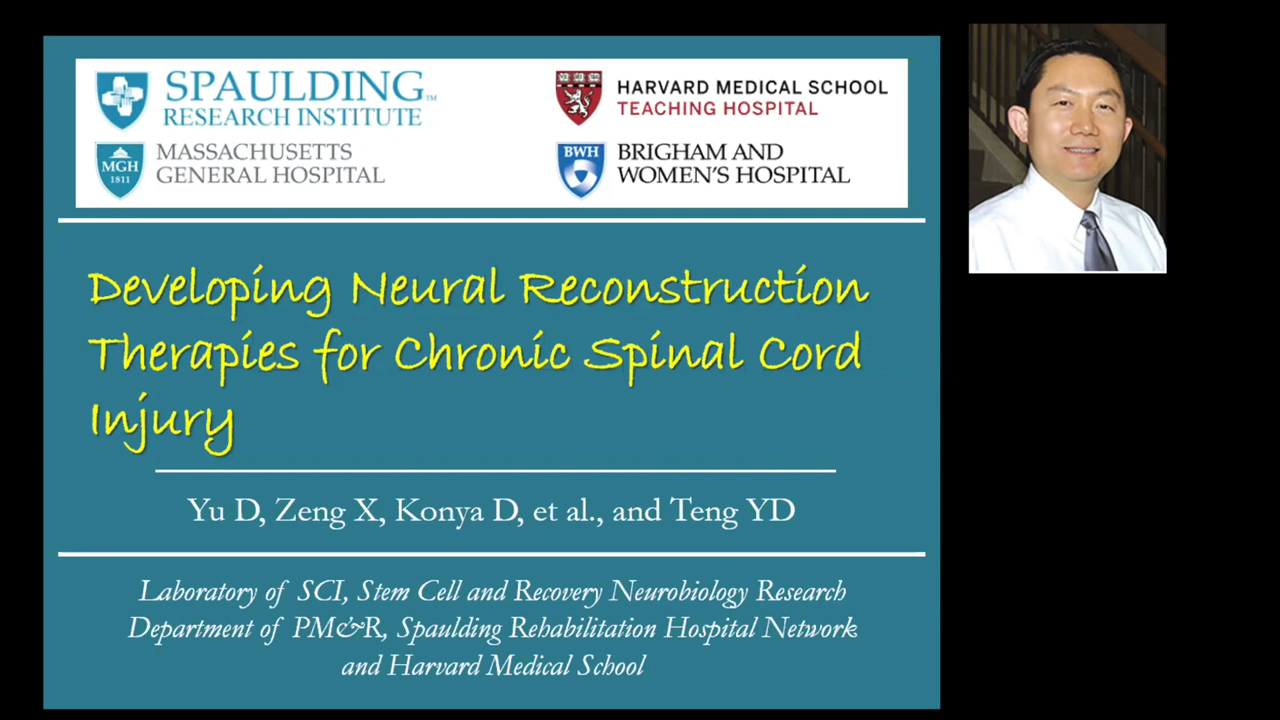 SPAULDING™
RESEARCH INSTITUTE
HARVARD MEDICAL SCHOOL
TEACHING HOSPITAL
MGH
1811
MASSACHUSETTS
GENERAL HOSPITAL
BWH
BRIGHAM AND
WOMEN'S HOSPITAL
Developing Neural Reconstruction
Therapies for Chronic Spinal Cord
Injury
Yu D, Zeng X, Konya D, et al., and Teng YD
Laboratory of SCI, Stem Cell and Recovery Neurobiology Research
Department of PM&R, Spaulding Rehabilitation Hospital Network
and Harvard Medical School